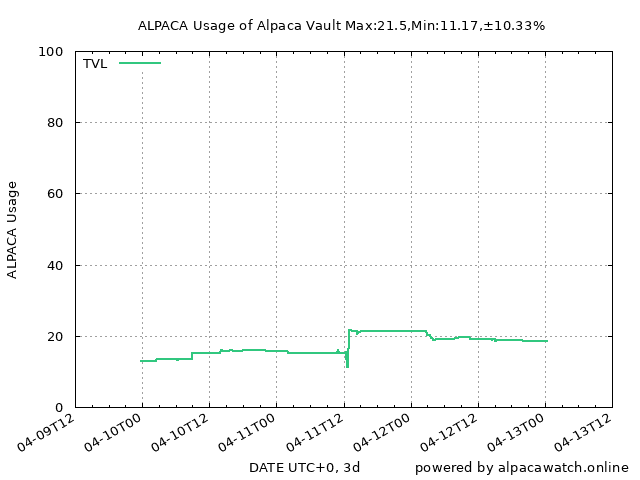 ALPACA Usage of Alpaca Vault Max:21.5,Min:11.17,±10.33%
100
TVL
80
60
ALPACA Usage
40
20
0
04-09T12 04-10T00 04-10T12 04-11T00 04-11T12 04-12T00 04-12T12 04-13T00 04-13T12
DATE UTC+0, 3d powered by alpacawatch.online